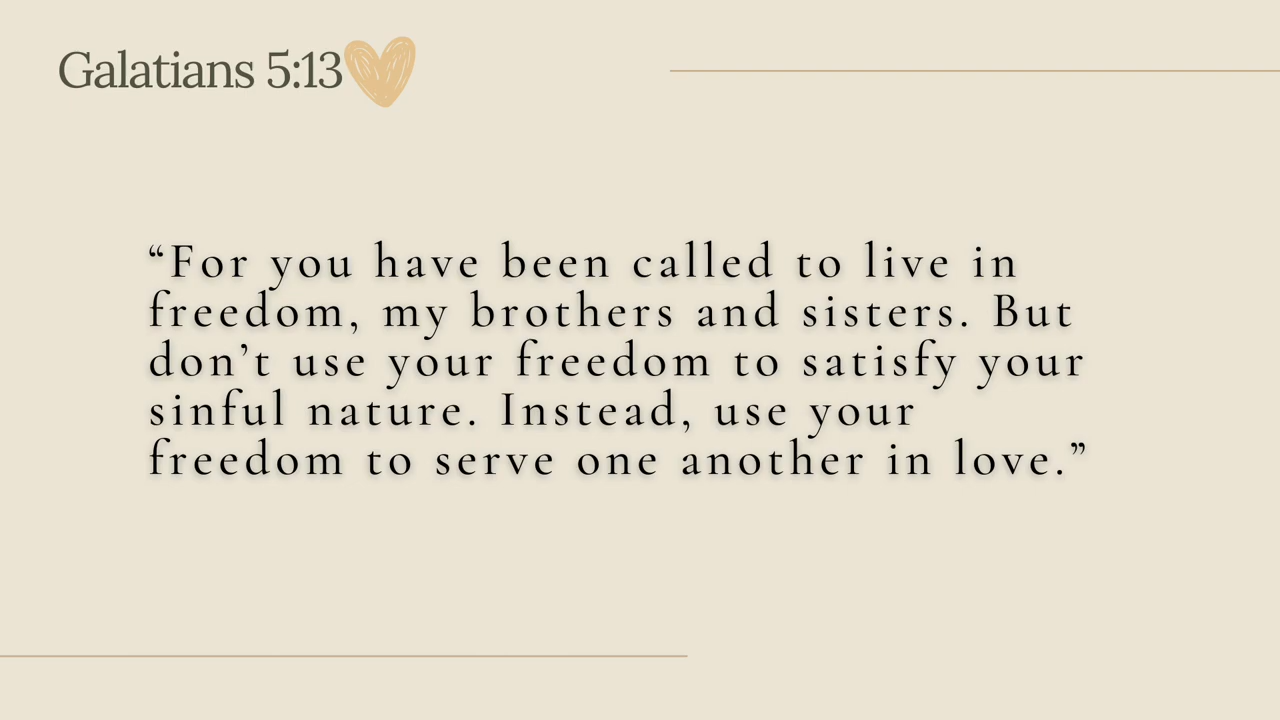 Galatians 5:13
“For you have been called to live in
freedom, my brothers and sisters. But
don’t use your freedom to satisfy your
sinful nature. Instead, use your
freedom to serve one another in love.”